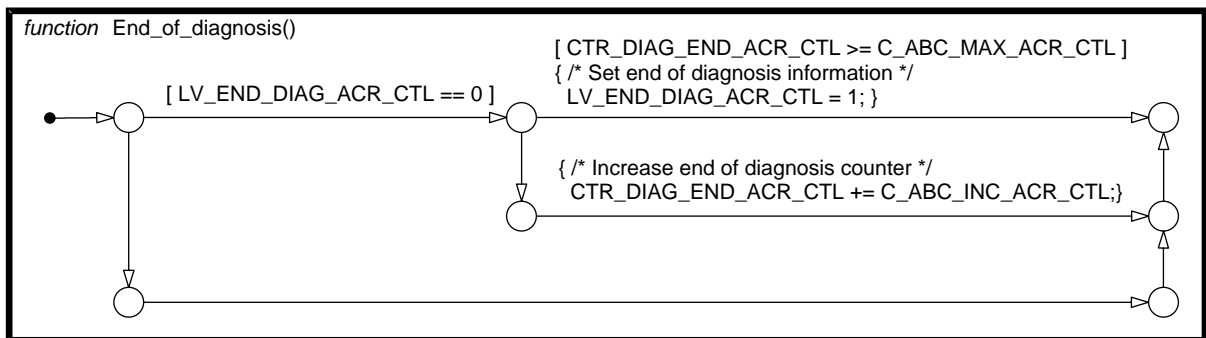 function End_of_diagnosis()
[ CTR_DIAG_END_ACR_CTL >= C_ABC_MAX_ACR_CTL ]
{ /* Set end of diagnosis information */
LV_END_DIAG_ACR_CTL = 1; }
[ LV_END_DIAG_ACR_CTL == 0 ]
{ /* Increase end of diagnosis counter */
CTR_DIAG_END_ACR_CTL += C_ABC_INC_ACR_CTL;}